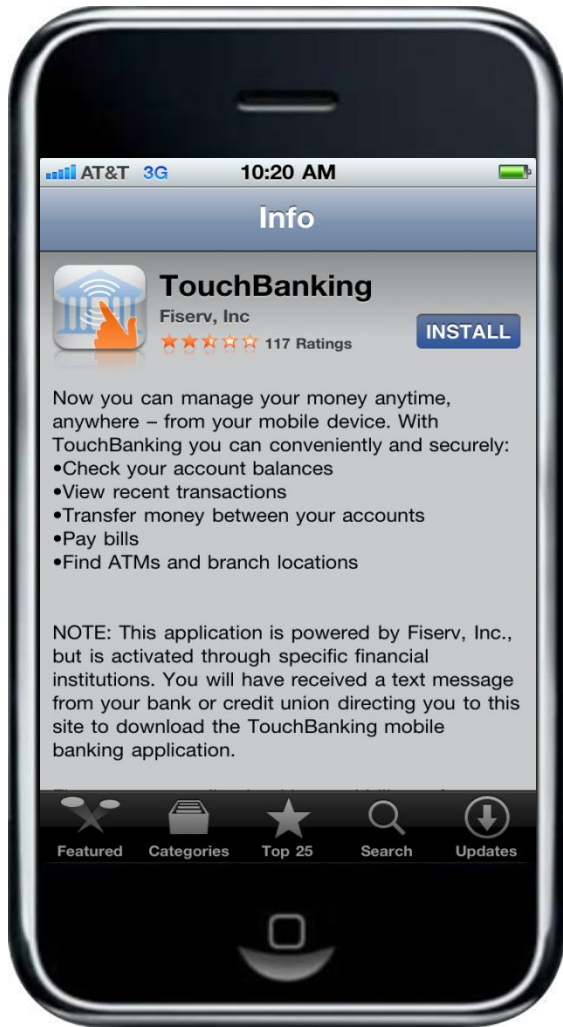 AT&T 3G 10:20 AM
Info
TouchBanking
Fiserv, Inc
117 Ratings
INSTALL
Now you can manage your money anytime,
anywhere – from your mobile device. With
TouchBanking you can conveniently and securely:
•Check your account balances
•View recent transactions
•Transfer money between your accounts
•Pay bills
•Find ATMs and branch locations
NOTE: This application is powered by Fiserv, Inc.,
but is activated through specific financial
institutions. You will have received a text message
from your bank or credit union directing you to this
site to download the TouchBanking mobile
banking application.
Featured Categories Top 25 Search Updates